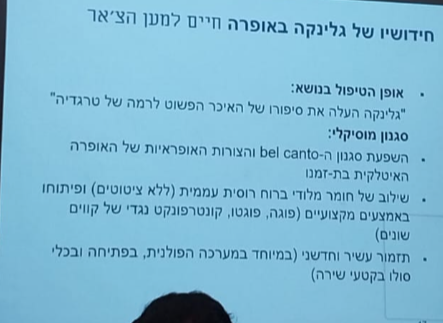 חידושיו של גלינקה באופרה חיים למען הצ'אר
• אופן הטיפול בנושא:
"גלינקה העלה את סיפורו של האיכר הפשוט לרמה של טרגדיה"
סגנון מוסיקלי:
• השפעת סגנון ה-bel canto והצורות האופראיות של האופרה
האיטלקית בת-זמנו
• שילוב של חומר מלודי ברוח רוסית עממית (ללא ציטוטים) ופיתוחו
באמצעים מקצועיים (פוגה, פוגטו, קונטרפונקט נגדי של קווים
שונים)
• תזמור עשיר וחדשני (במיוחד במערכה הפולנית, בפתיחה ובכלי
סולו בקטעי שירה)